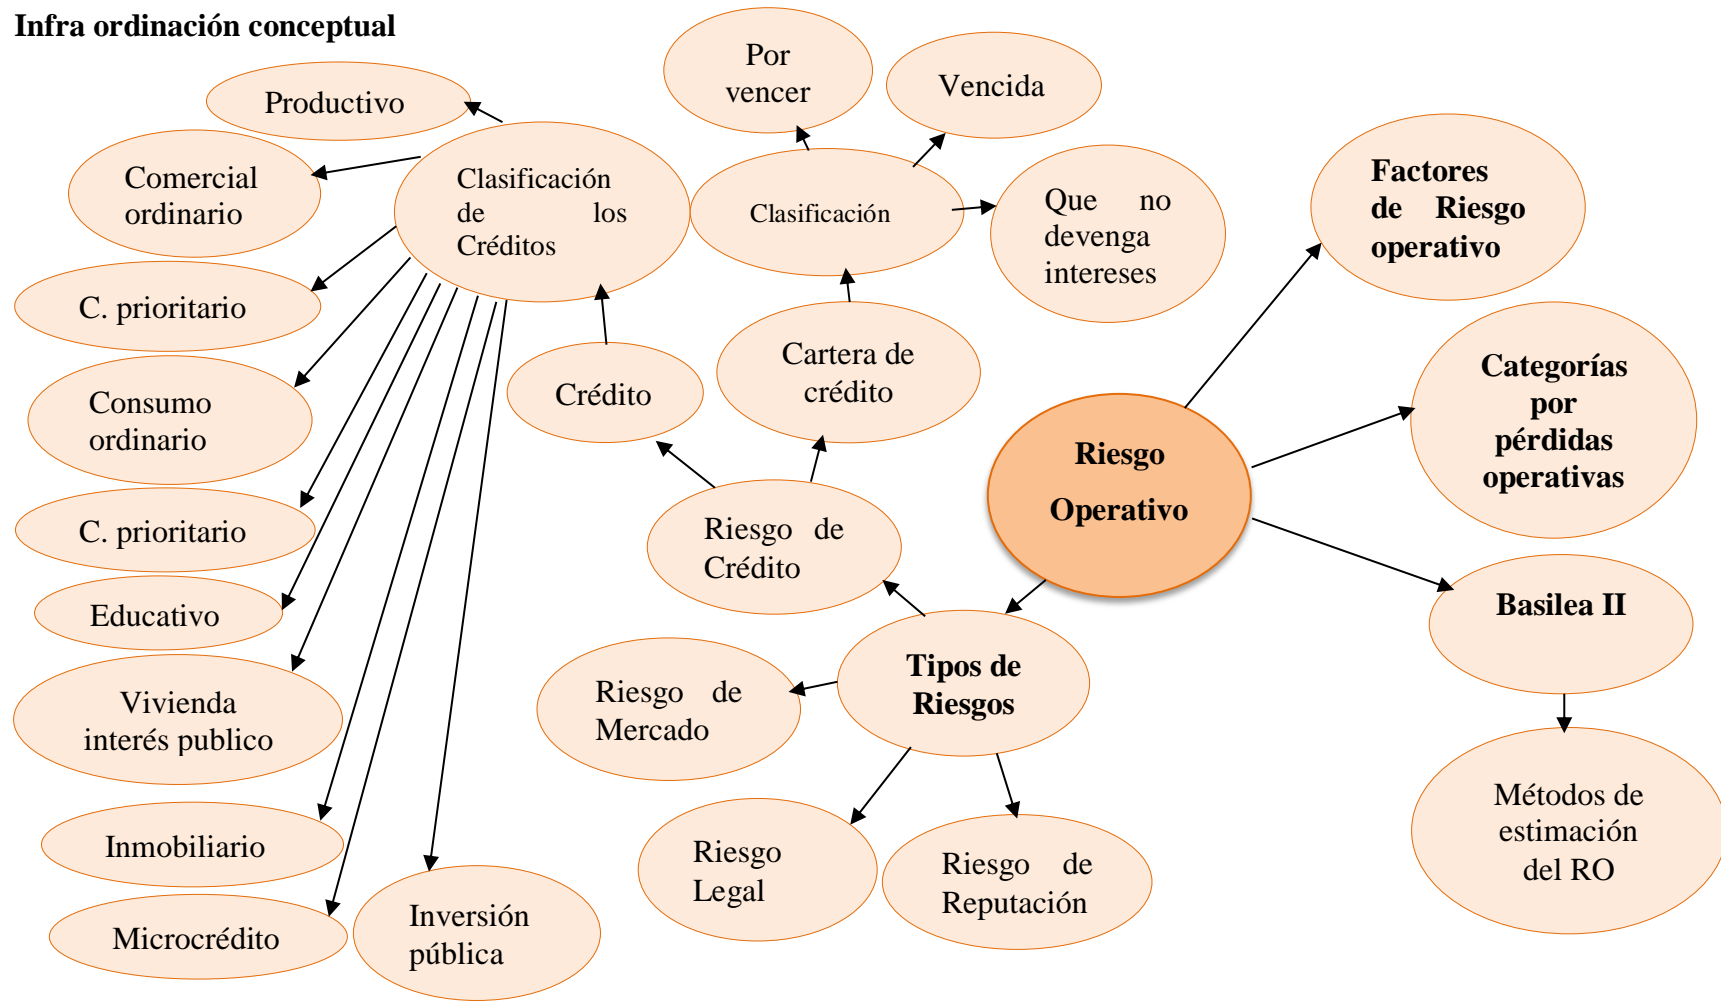 Infra ordinación conceptual
Productivo
Comercial
ordinario
C. prioritario
Consumo
ordinario
C. prioritario
Educativo
Vivienda
interés publico
Inmobiliario
Microcrédito
Inversión
pública
Clasificación
de los
Créditos
Crédito
Por
vencer
Vencida
Clasificación
Que no
devenga
intereses
Cartera de
crédito
Riesgo de
Crédito
Riesgo de
Mercado
Riesgo
Legal
Riesgo de
Reputación
Tipos de
Riesgos
Riesgo
Operativo
Factores
de Riesgo
operativo
Categorías
por
pérdidas
operativas
Basilea II
Métodos de
estimación
del RO